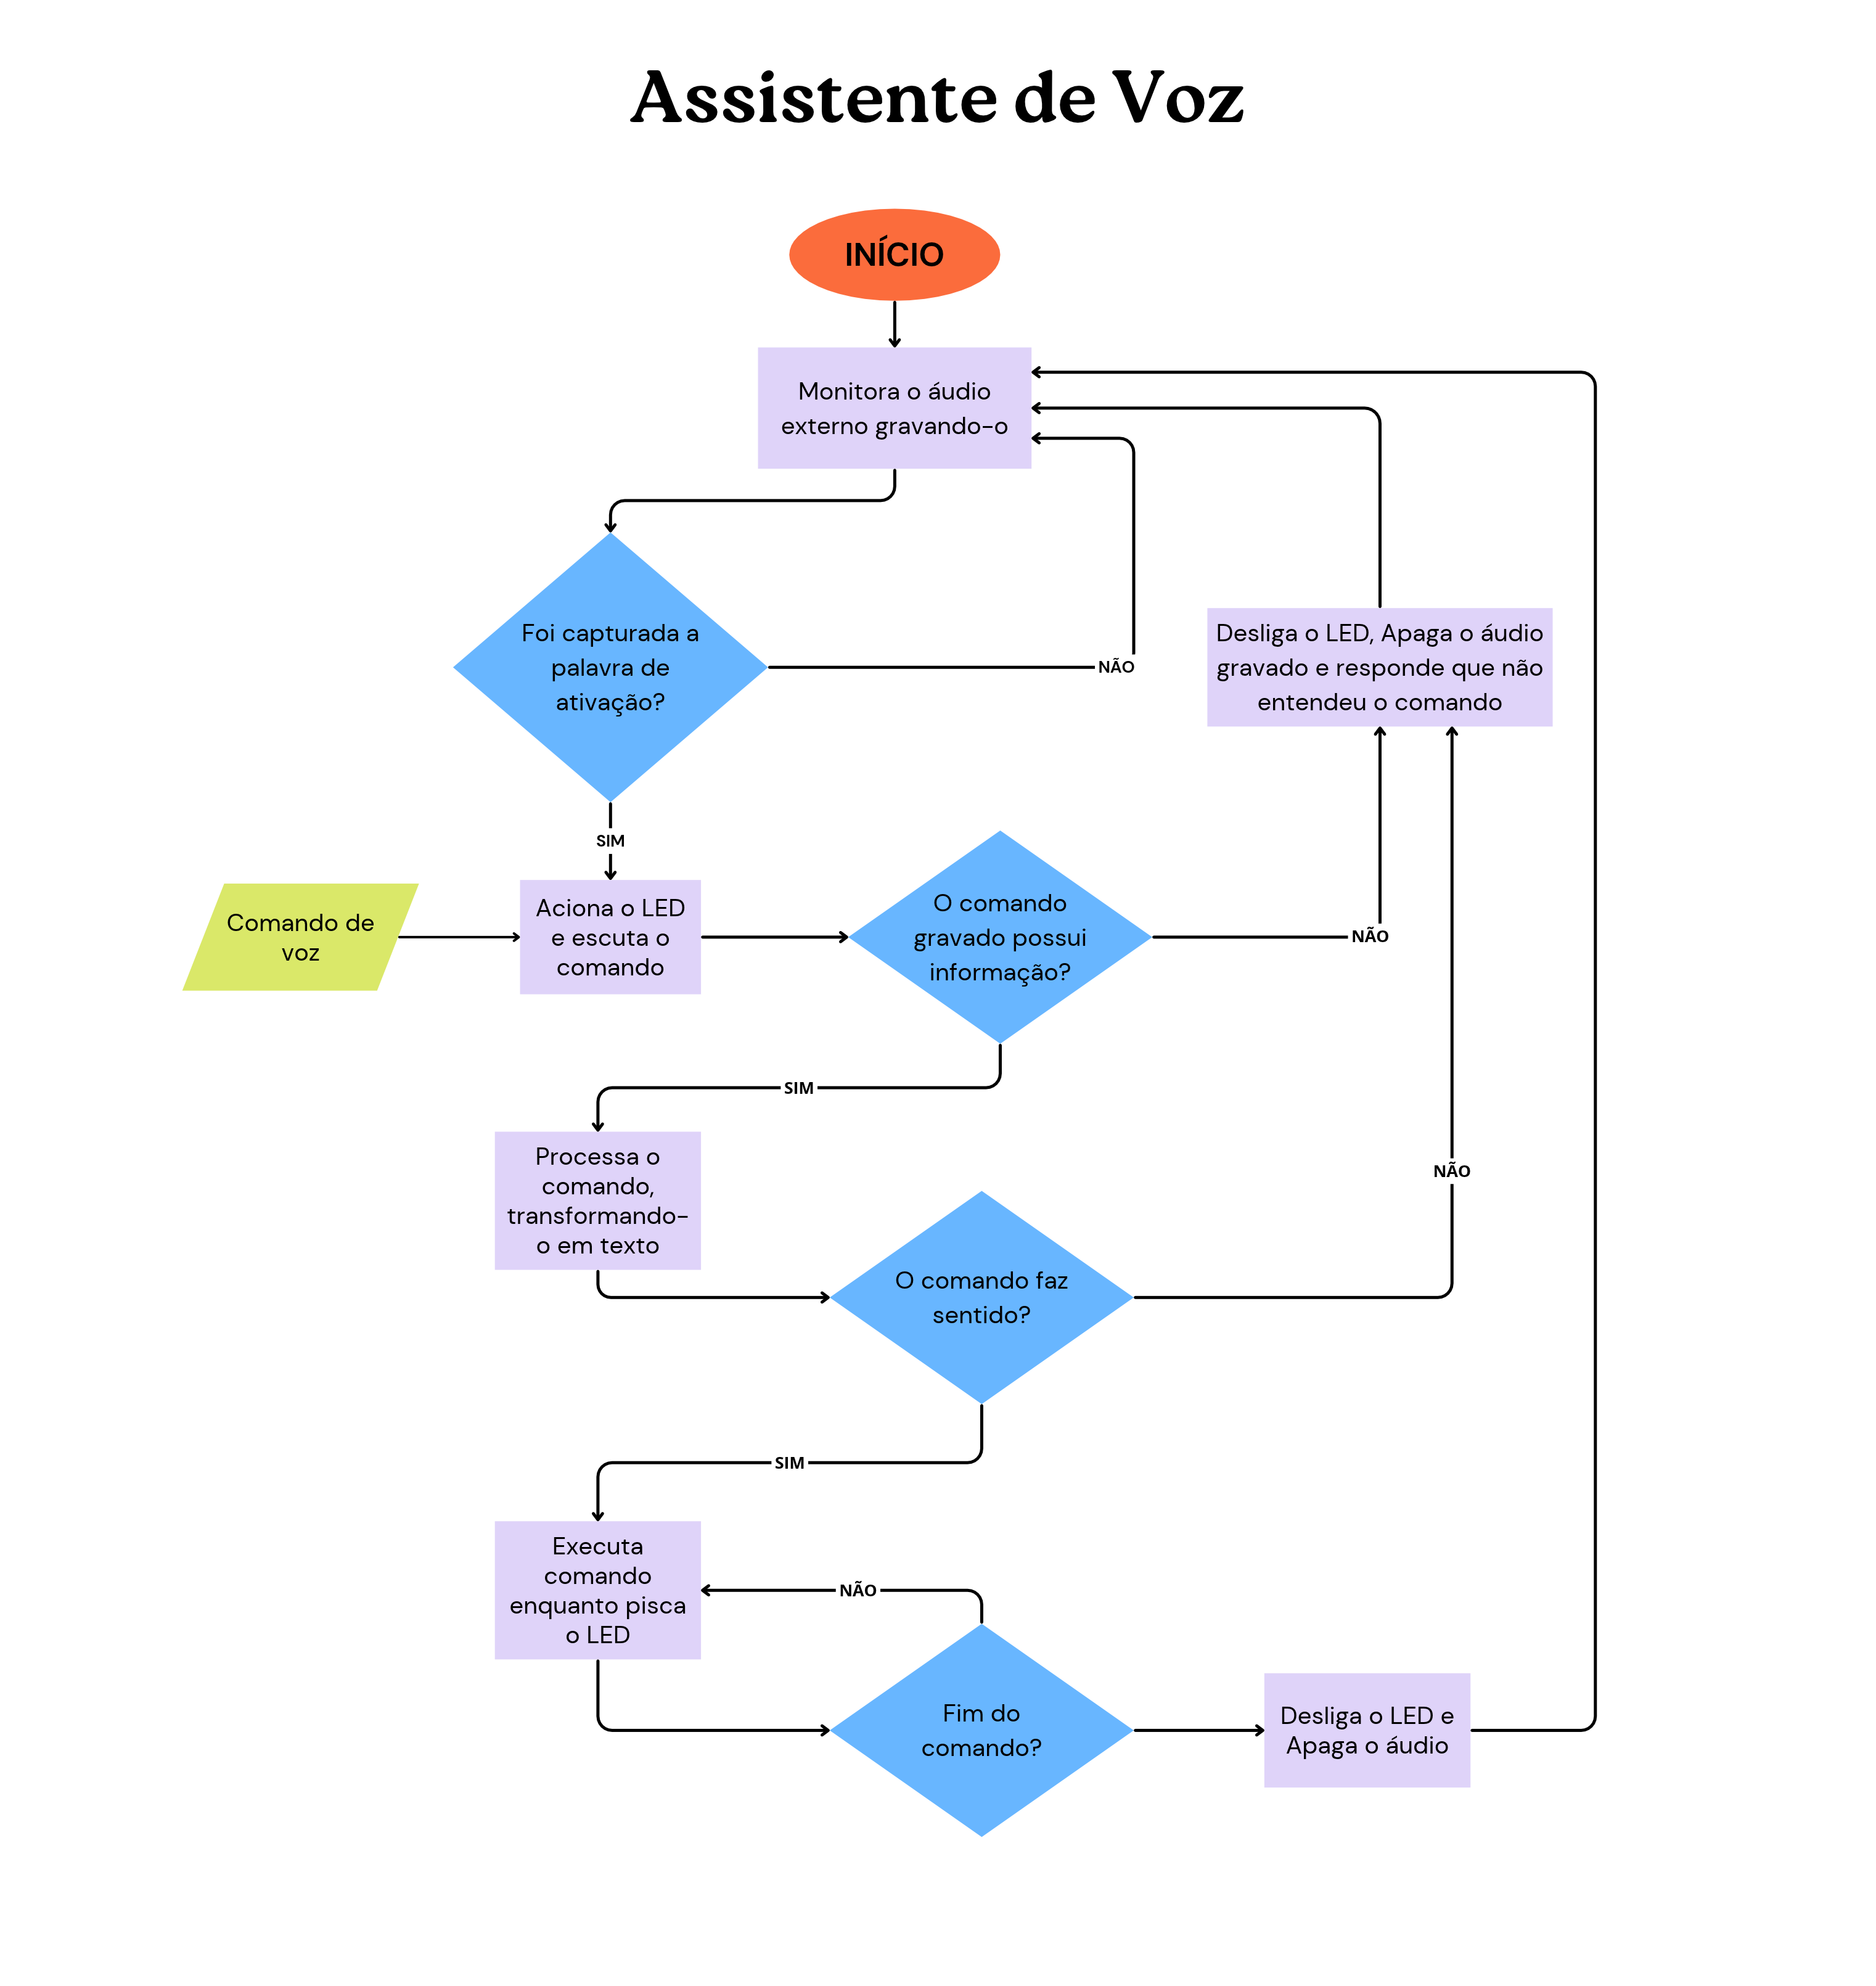 Assistente de Voz
INÍCIO
Monitora o áudio
externo gravando-o
Foi capturada a
palavra de
ativação?
NÃO
Desliga o LED, Apaga o áudio
gravado e responde que não
entendeu o comando
SIM
Comando de
voz
Aciona o LED
e escuta o
comando
O comando
gravado possui
informação?
NÃO
SIM
Processa o
comando,
transformando-
o em texto
NÃO
O comando faz
sentido?
SIM
Executa
comando
enquanto pisca
o LED
NÃO
Fim do
comando?
Desliga o LED e
Apaga o áudio